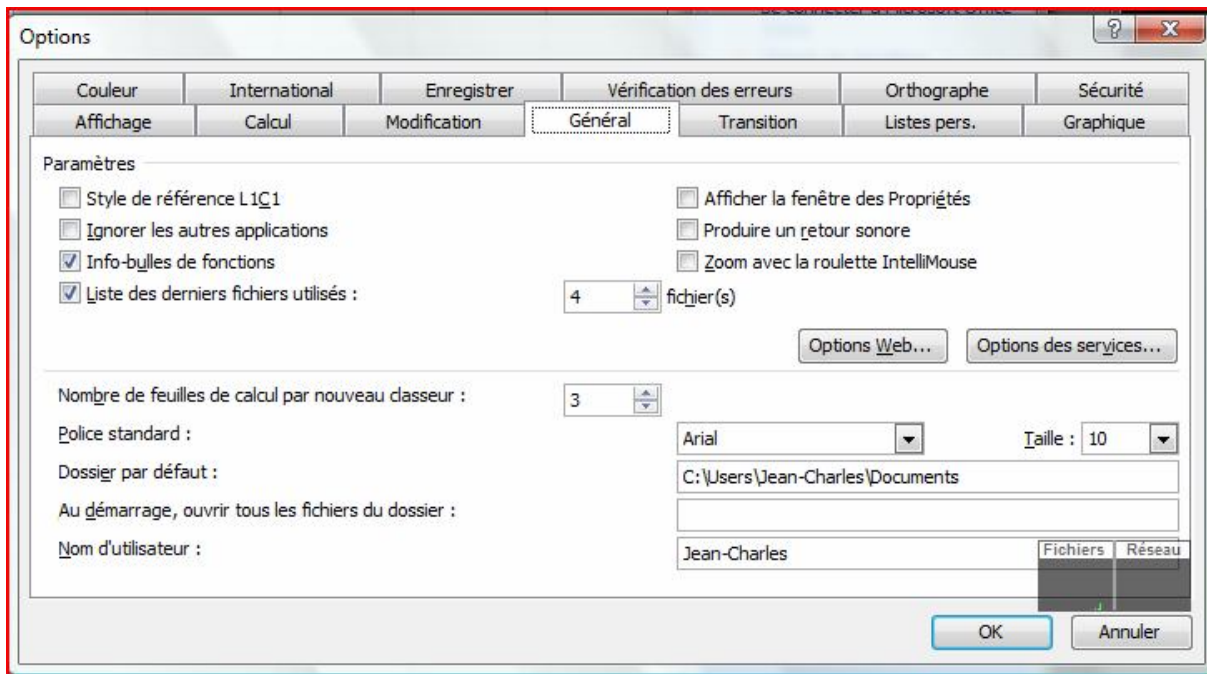 Options
Couleur International Enregistrer Vérification des erreurs Orthographe Sécurité
Affichage Calcul Modification Général Transition Listes pers. Graphique
Paramètres
Style de référence L1C1 Afficher la fenêtre des Propriétés
Ignorer les autres applications Produire un retour sonore
Info-bulles de fonctions Zoom avec la roulette IntelliMouse
Liste des derniers fichiers utilisés : 4 fichier(s)
Options Web... Options des services...
Nombre de feuilles de calcul par nouveau classeur : 3
Police standard : Arial Taille : 10
Dossier par défaut : C:\Users\Jean-Charles\Documents
Au démarrage, ouvrir tous les fichiers du dossier :
Nom d'utilisateur : Jean-Charles
Fichiers Réseau
OK Annuler